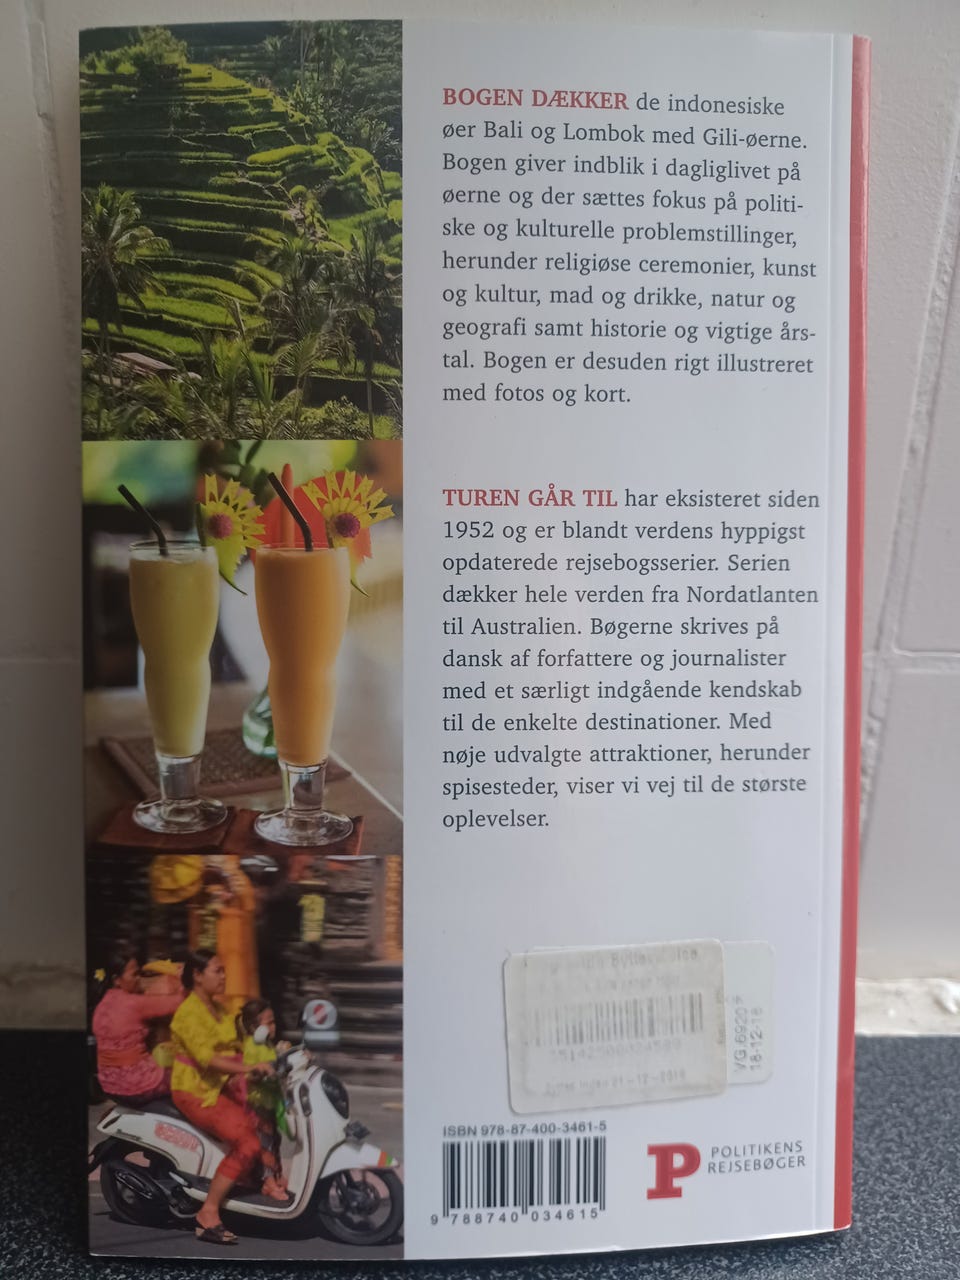 BOGEN DÆKKER de indonesiske
øer Bali og Lombok med Gili-øerne.
Bogen giver indblik i dagliglivet på
øerne og der sættes fokus på politi-
ske og kulturelle problemstillinger,
herunder religiøse ceremonier, kunst
og kultur, mad og drikke, natur og
geografi samt historie og vigtige års-
tal. Bogen er desuden rigt illustreret
med fotos og kort.
TUREN GÅR TIL har eksisteret siden
1952 og er blandt verdens hyppigst
opdaterede rejsebogsserier. Serien
dækker hele verden fra Nordatlanten
til Australien. Bøgerne skrives på
dansk af forfattere og journalister
med et særligt indgående kendskab
til de enkelte destinationer. Med
nøje udvalgte attraktioner, herunder
spisesteder, viser vi vej til de største
oplevelser.
18-12-18
ISBN 978-87-400-3461-5
9 788740 034615
P POLITIKENS
REJSEBØGER